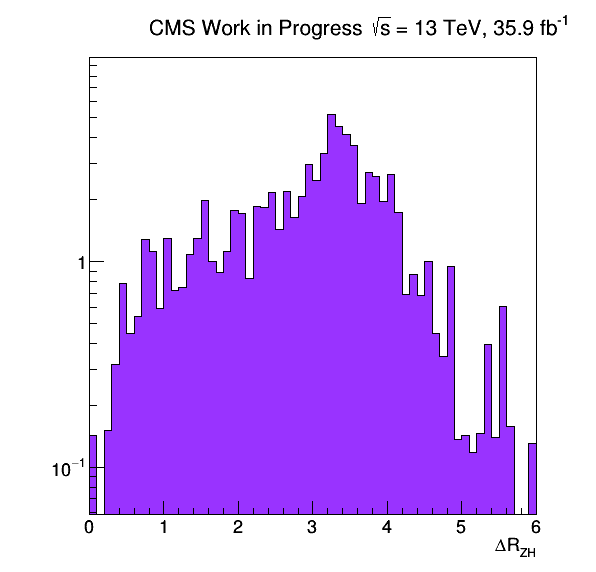 CMS Work in Progress √s = 13 TeV, 35.9 fb⁻¹
1
10⁻¹
0 1 2 3 4 5 6
ΔR_ZH